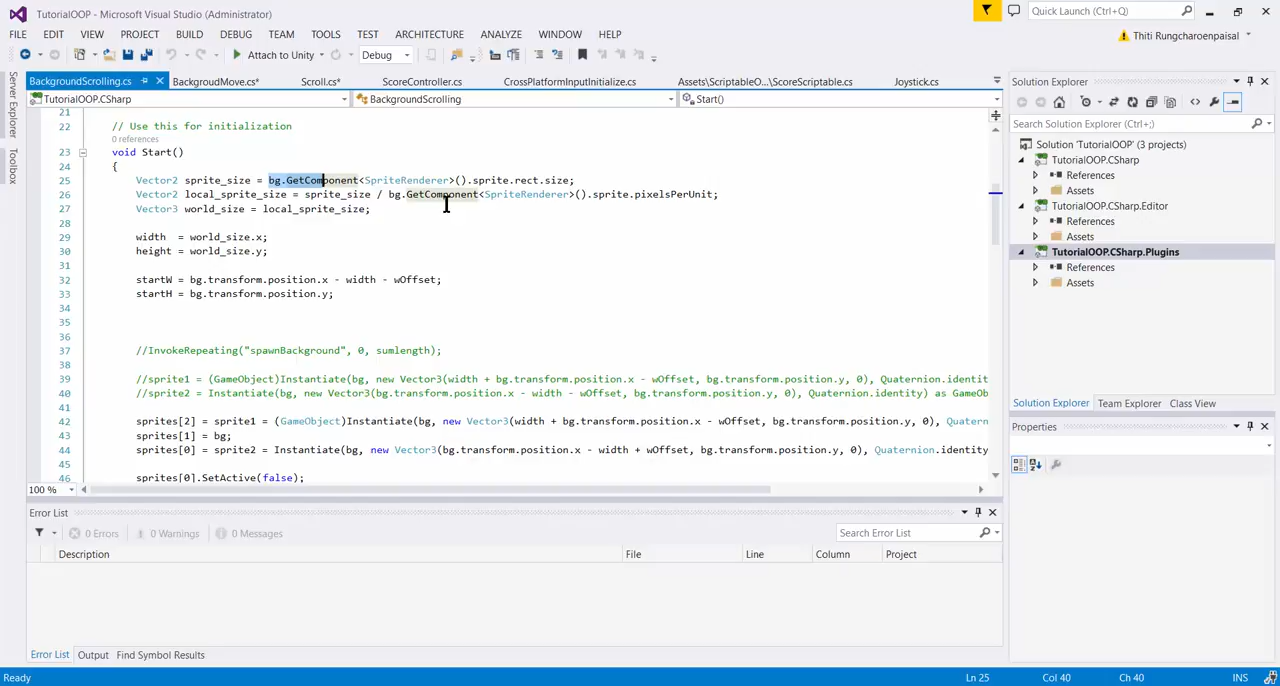 TutorialOOP - Microsoft Visual Studio (Administrator)
Quick Launch (Ctrl+Q)
FILE EDIT VIEW PROJECT BUILD DEBUG TEAM TOOLS TEST ARCHITECTURE ANALYZE WINDOW HELP
Thiti Rungcharoenpaisal
Attach to Unity Debug
Server Explorer
Toolbox
BackgroundScrolling.cs BackgroudMove.cs* Scroll.cs* ScoreController.cs CrossPlatformInputInitialize.cs Assets\ScriptableO...\ScoreScriptable.cs Joystick.cs
TutorialOOP.CSharp BackgroundScrolling Start()
21
22 // Use this for initialization
0 references
23 void Start()
24 {
25 Vector2 sprite_size = bg.GetComponent<SpriteRenderer>().sprite.rect.size;
26 Vector2 local_sprite_size = sprite_size / bg.GetComponent<SpriteRenderer>().sprite.pixelsPerUnit;
27 Vector3 world_size = local_sprite_size;
28
29 width = world_size.x;
30 height = world_size.y;
31
32 startW = bg.transform.position.x - width - wOffset;
33 startH = bg.transform.position.y;
34
35
36
37 //InvokeRepeating("spawnBackground", 0, sumlength);
38
39 //sprite1 = (GameObject)Instantiate(bg, new Vector3(width + bg.transform.position.x - wOffset, bg.transform.position.y, 0), Quaternion.identit
40 //sprite2 = Instantiate(bg, new Vector3(bg.transform.position.x - width - wOffset, bg.transform.position.y, 0), Quaternion.identity) as GameOb
41
42 sprites[2] = sprite1 = (GameObject)Instantiate(bg, new Vector3(width + bg.transform.position.x - wOffset, bg.transform.position.y, 0), Quatern
43 sprites[1] = bg;
44 sprites[0] = sprite2 = Instantiate(bg, new Vector3(bg.transform.position.x - width + wOffset, bg.transform.position.y, 0), Quaternion.identity
45
46 sprites[0].SetActive(false);
100 %
Solution Explorer
Search Solution Explorer (Ctrl+;)
Solution 'TutorialOOP' (3 projects)
TutorialOOP.CSharp
References
Assets
TutorialOOP.CSharp.Editor
References
Assets
TutorialOOP.CSharp.Plugins
References
Assets
Solution Explorer Team Explorer Class View
Properties
Error List
0 Errors 0 Warnings 0 Messages
Search Error List
Description File Line Column Project
Error List Output Find Symbol Results
Ready Ln 25 Col 40 Ch 40 INS